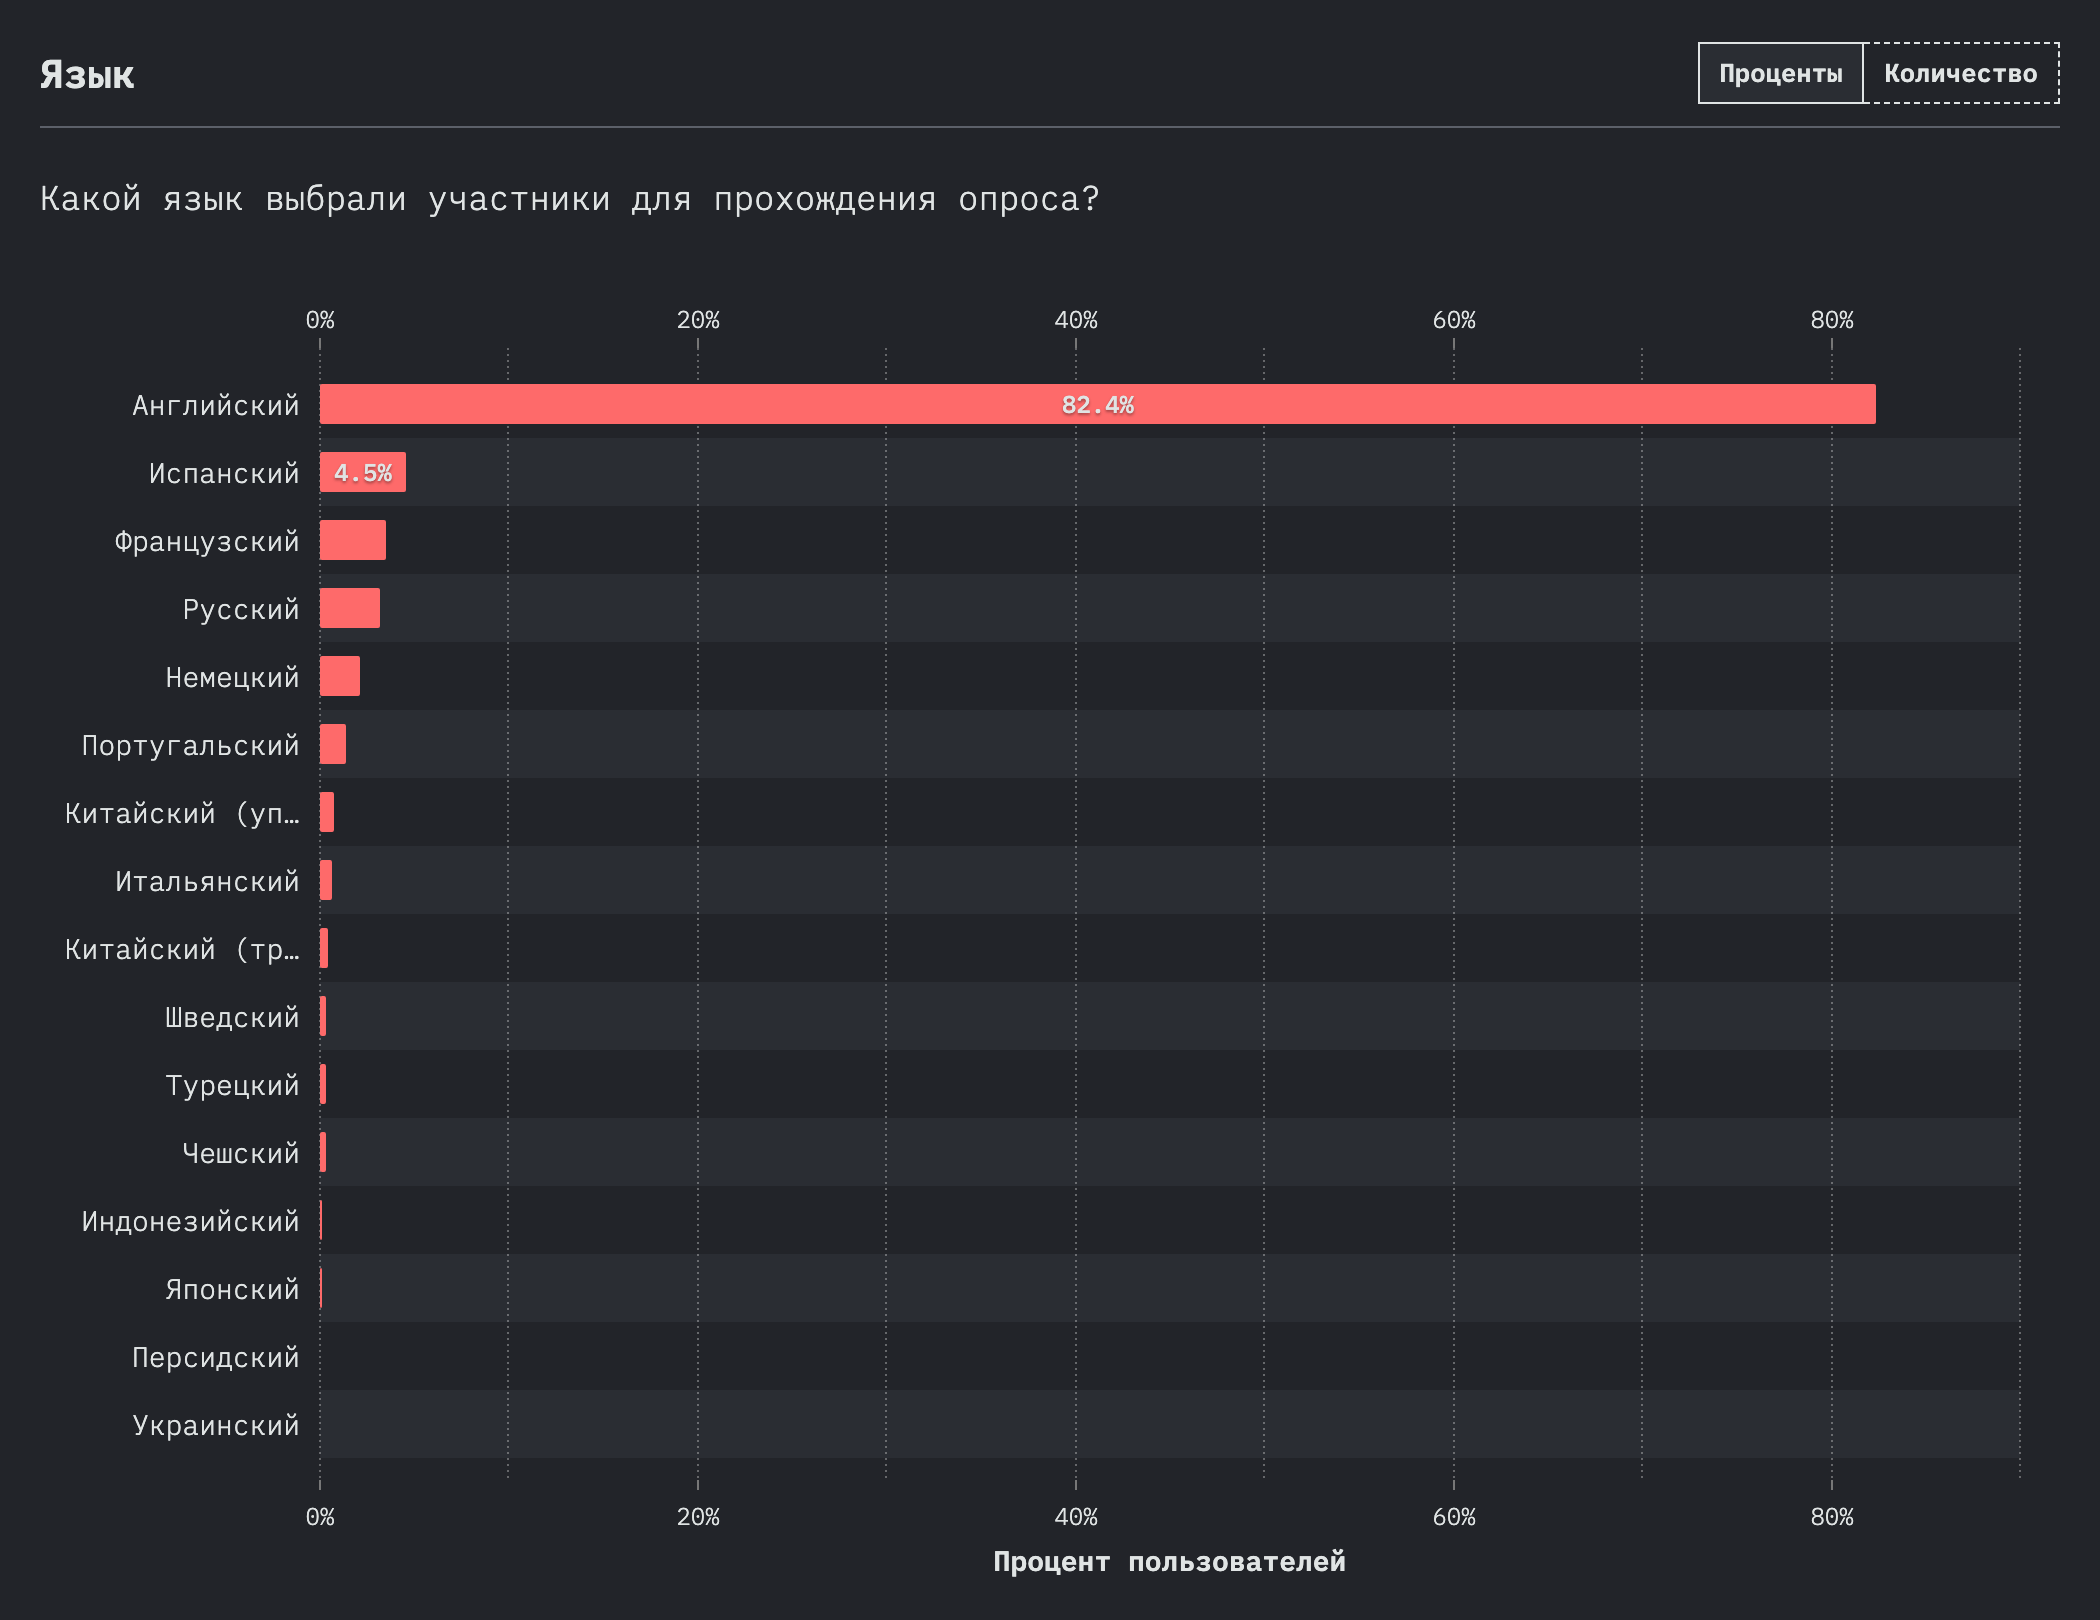 Язык
Проценты Количество
Какой язык выбрали участники для прохождения опроса?
0% 20% 40% 60% 80%
Английский 82.4%
Испанский 4.5%
Французский
Русский
Немецкий
Португальский
Китайский (уп…
Итальянский
Китайский (тр…
Шведский
Турецкий
Чешский
Индонезийский
Японский
Персидский
Украинский
0% 20% 40% 60% 80%
Процент пользователей